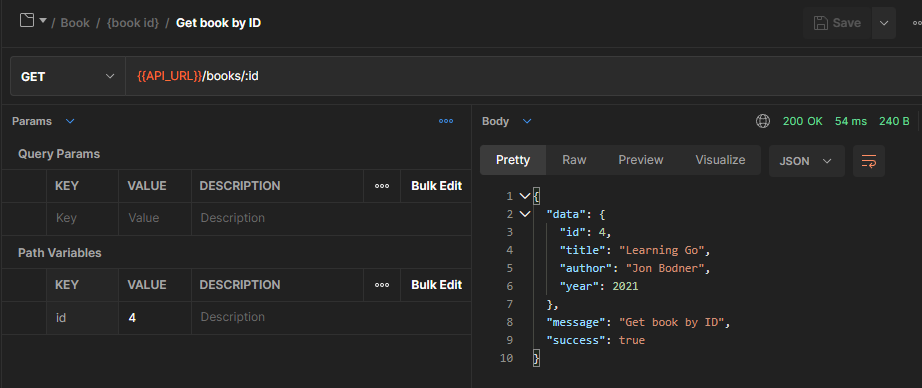 / Book / {book id} / Get book by ID
Save
GET
{{API_URL}}/books/:id
Params
Query Params
KEY VALUE DESCRIPTION Bulk Edit
Key Value Description
Path Variables
KEY VALUE DESCRIPTION Bulk Edit
id 4 Description
Body 200 OK 54 ms 240 B
Pretty Raw Preview Visualize JSON
1 {
2 "data": {
3 "id": 4,
4 "title": "Learning Go",
5 "author": "Jon Bodner",
6 "year": 2021
7 },
8 "message": "Get book by ID",
9 "success": true
10 }